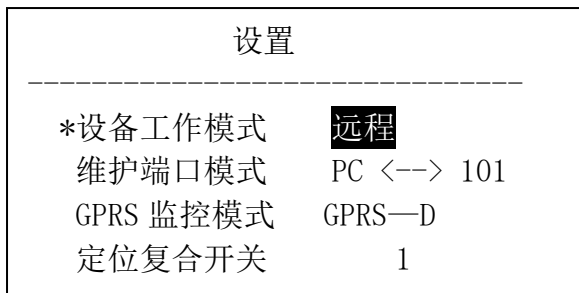 设置
--------------------------------
*设备工作模式 远程
维护端口模式 PC <--> 101
GPRS 监控模式 GPRS—D
定位复合开关 1